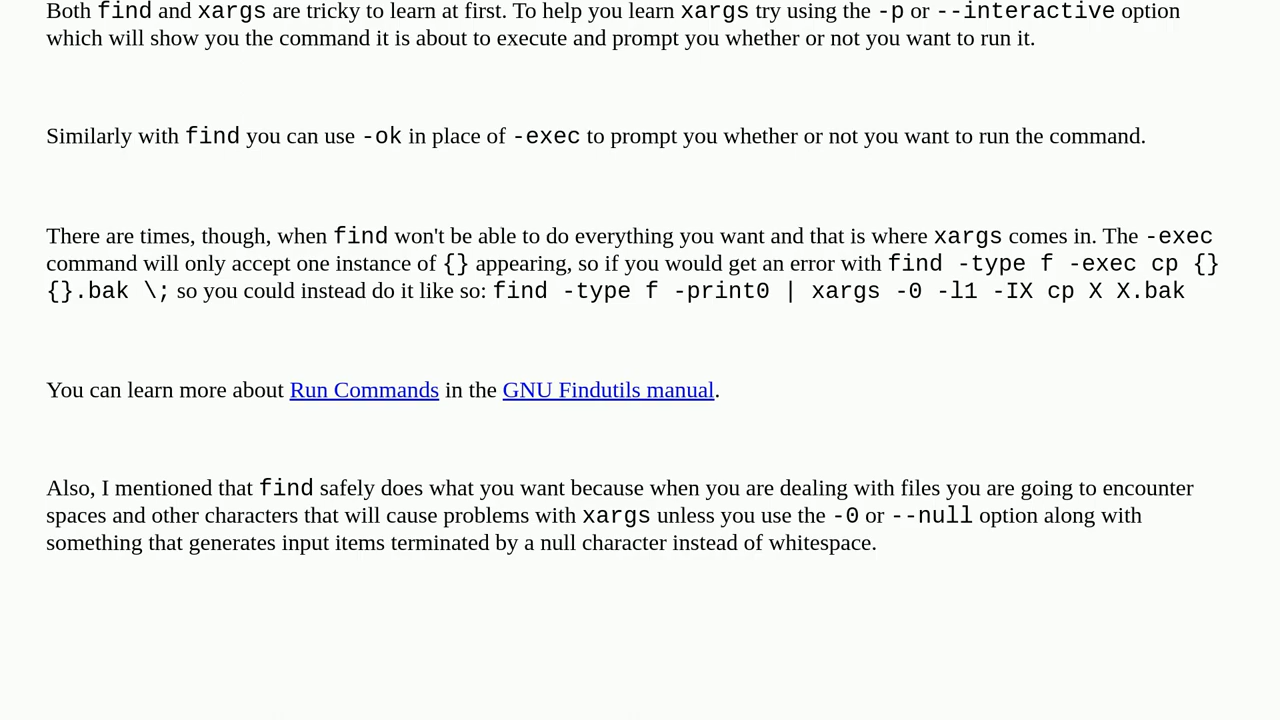 Both find and xargs are tricky to learn at first. To help you learn xargs try using the -p or --interactive option
which will show you the command it is about to execute and prompt you whether or not you want to run it.
Similarly with find you can use -ok in place of -exec to prompt you whether or not you want to run the command.
There are times, though, when find won't be able to do everything you want and that is where xargs comes in. The -exec
command will only accept one instance of {} appearing, so if you would get an error with find -type f -exec cp {}
{}.bak \; so you could instead do it like so: find -type f -print0 | xargs -0 -l1 -IX cp X X.bak
You can learn more about Run Commands in the GNU Findutils manual.
Also, I mentioned that find safely does what you want because when you are dealing with files you are going to encounter
spaces and other characters that will cause problems with xargs unless you use the -0 or --null option along with
something that generates input items terminated by a null character instead of whitespace.